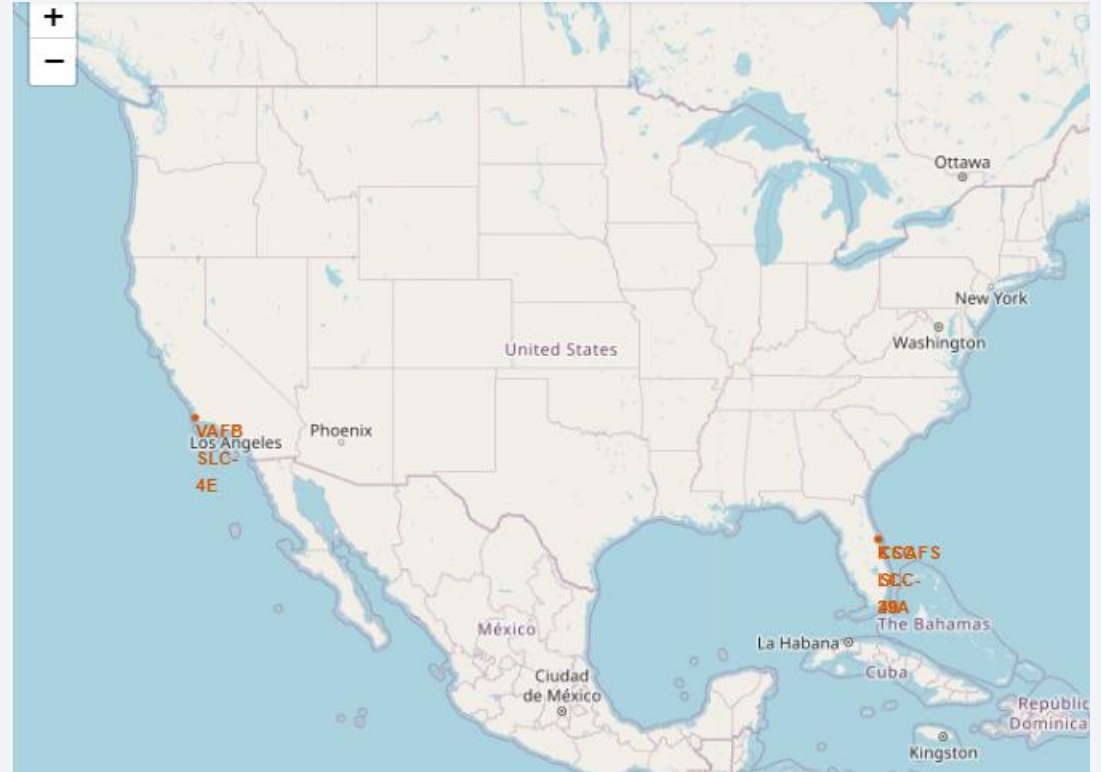 +
−
Ottawa
New York
Washington
United States
VAFB
SLC-
4E
Los Angeles
Phoenix
The Bahamas
México
La Habana
Cuba
Ciudad
de México
Repúblic
Dominica
Kingston